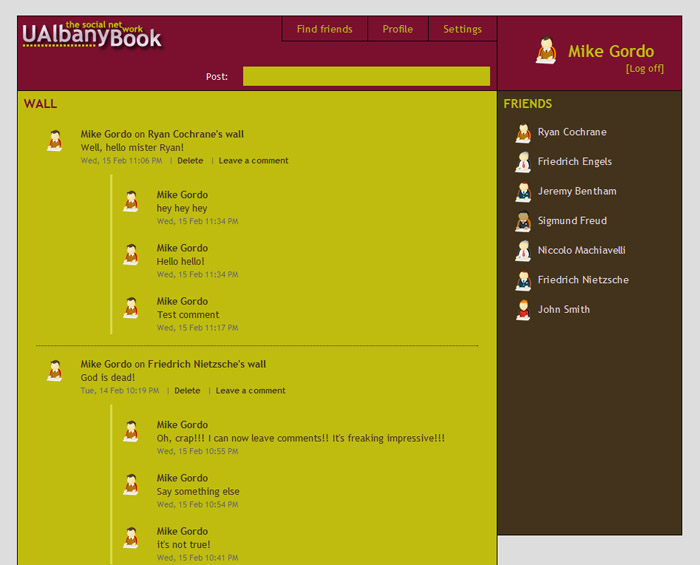 the social network
UAlbanyBook
Find friends Profile Settings
Mike Gordo
[Log off]
Post:
WALL
Mike Gordo on Ryan Cochrane's wall
Well, hello mister Ryan!
Wed, 15 Feb 11:06 PM | Delete | Leave a comment
Mike Gordo
hey hey hey
Wed, 15 Feb 11:34 PM
Mike Gordo
Hello hello!
Wed, 15 Feb 11:34 PM
Mike Gordo
Test comment
Wed, 15 Feb 11:17 PM
Mike Gordo on Friedrich Nietzsche's wall
God is dead!
Tue, 14 Feb 10:19 PM | Delete | Leave a comment
Mike Gordo
Oh, crap!!! I can now leave comments!! It's freaking impressive!!!
Wed, 15 Feb 10:55 PM
Mike Gordo
Say something else
Wed, 15 Feb 10:54 PM
Mike Gordo
it's not true!
Wed, 15 Feb 10:41 PM
FRIENDS
Ryan Cochrane
Friedrich Engels
Jeremy Bentham
Sigmund Freud
Niccolo Machiavelli
Friedrich Nietzsche
John Smith